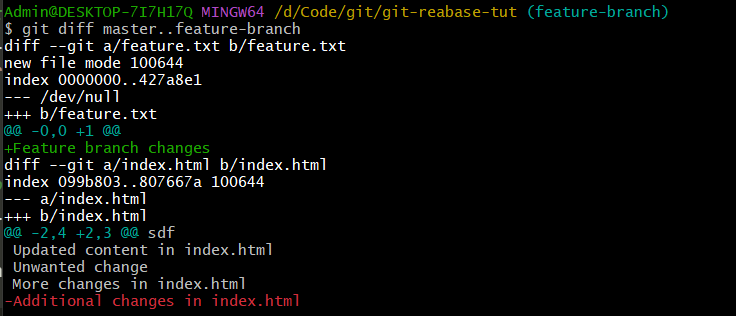 Admin@DESKTOP-7I7H17Q MINGW64 /d/Code/git/git-reabase-tut (feature-branch)
$ git diff master..feature-branch
diff --git a/feature.txt b/feature.txt
new file mode 100644
index 0000000..427a8e1
--- /dev/null
+++ b/feature.txt
@@ -0,0 +1 @@
+Feature branch changes
diff --git a/index.html b/index.html
index 099b803..807667a 100644
--- a/index.html
+++ b/index.html
@@ -2,4 +2,3 @@ sdf
 Updated content in index.html
 Unwanted change
 More changes in index.html
-Additional changes in index.html